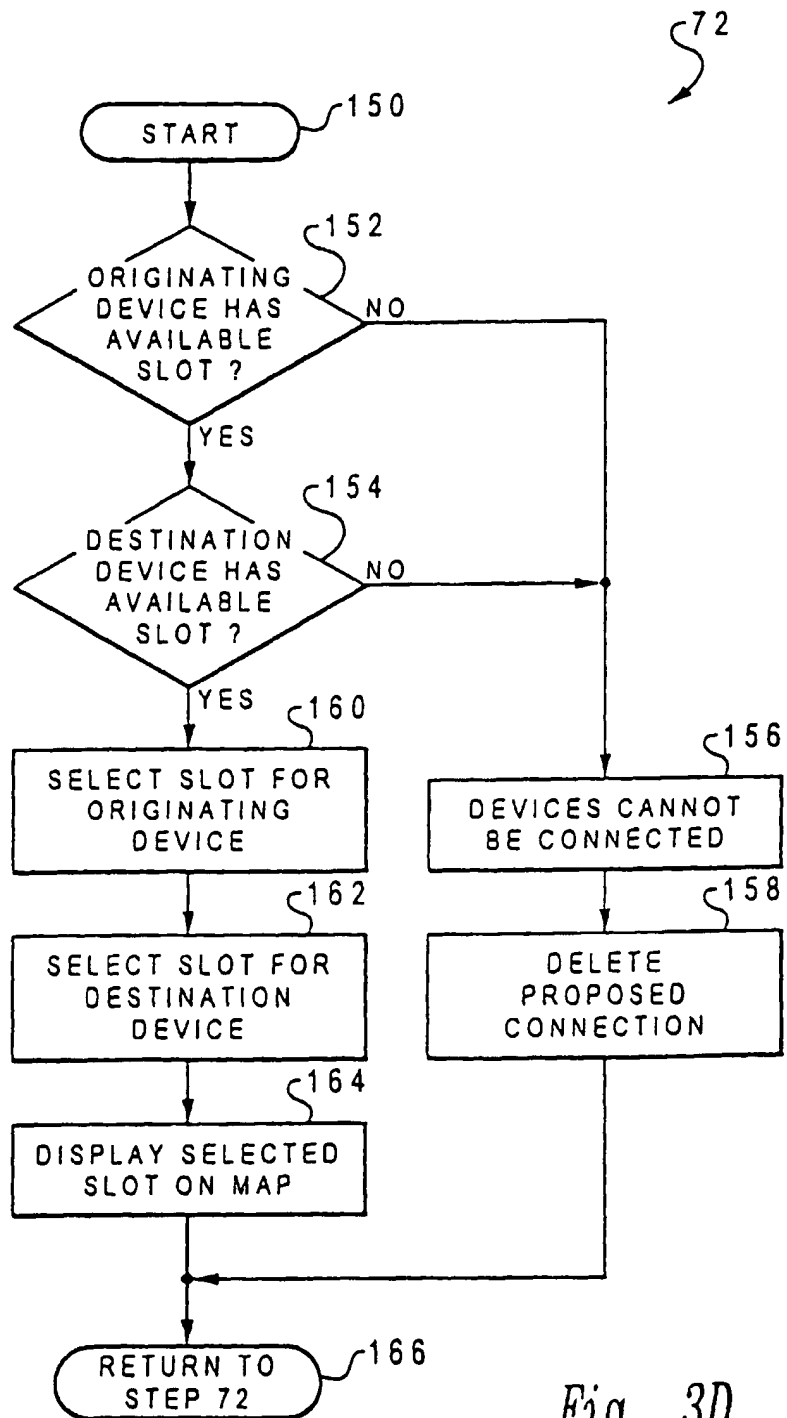 72
START
150
152
ORIGINATING
DEVICE HAS
AVAILABLE
SLOT ?
NO
YES
154
DESTINATION
DEVICE HAS
AVAILABLE
SLOT ?
NO
YES
160
SELECT SLOT FOR
ORIGINATING
DEVICE
156
DEVICES CANNOT
BE CONNECTED
162
SELECT SLOT FOR
DESTINATION
DEVICE
158
DELETE
PROPOSED
CONNECTION
164
DISPLAY SELECTED
SLOT ON MAP
RETURN TO
STEP 72
166
Fig. 3D